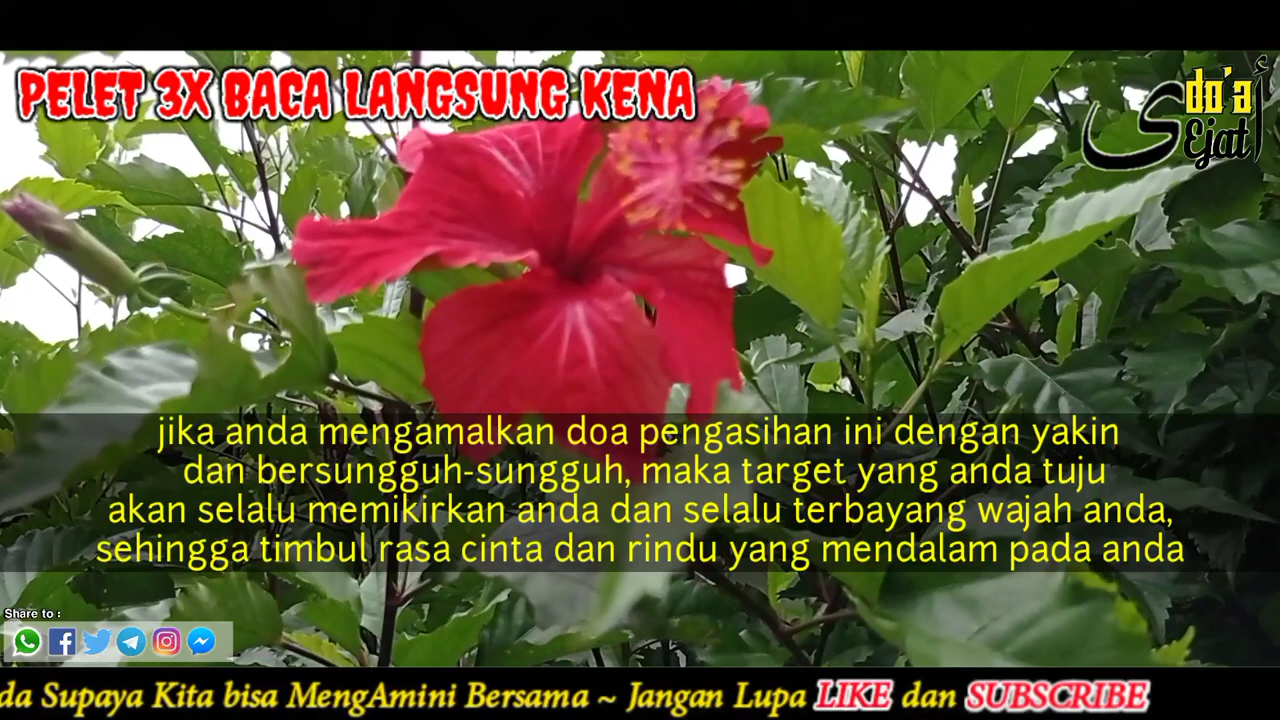 PELET 3X BACA LANGSUNG KENA
do'a
Ejati
jika anda mengamalkan doa pengasihan ini dengan yakin
dan bersungguh-sungguh, maka target yang anda tuju
akan selalu memikirkan anda dan selalu terbayang wajah anda,
sehingga timbul rasa cinta dan rindu yang mendalam pada anda
Share to :
da Supaya Kita bisa MengAmini Bersama ~ Jangan Lupa LIKE dan SUBSCRIBE